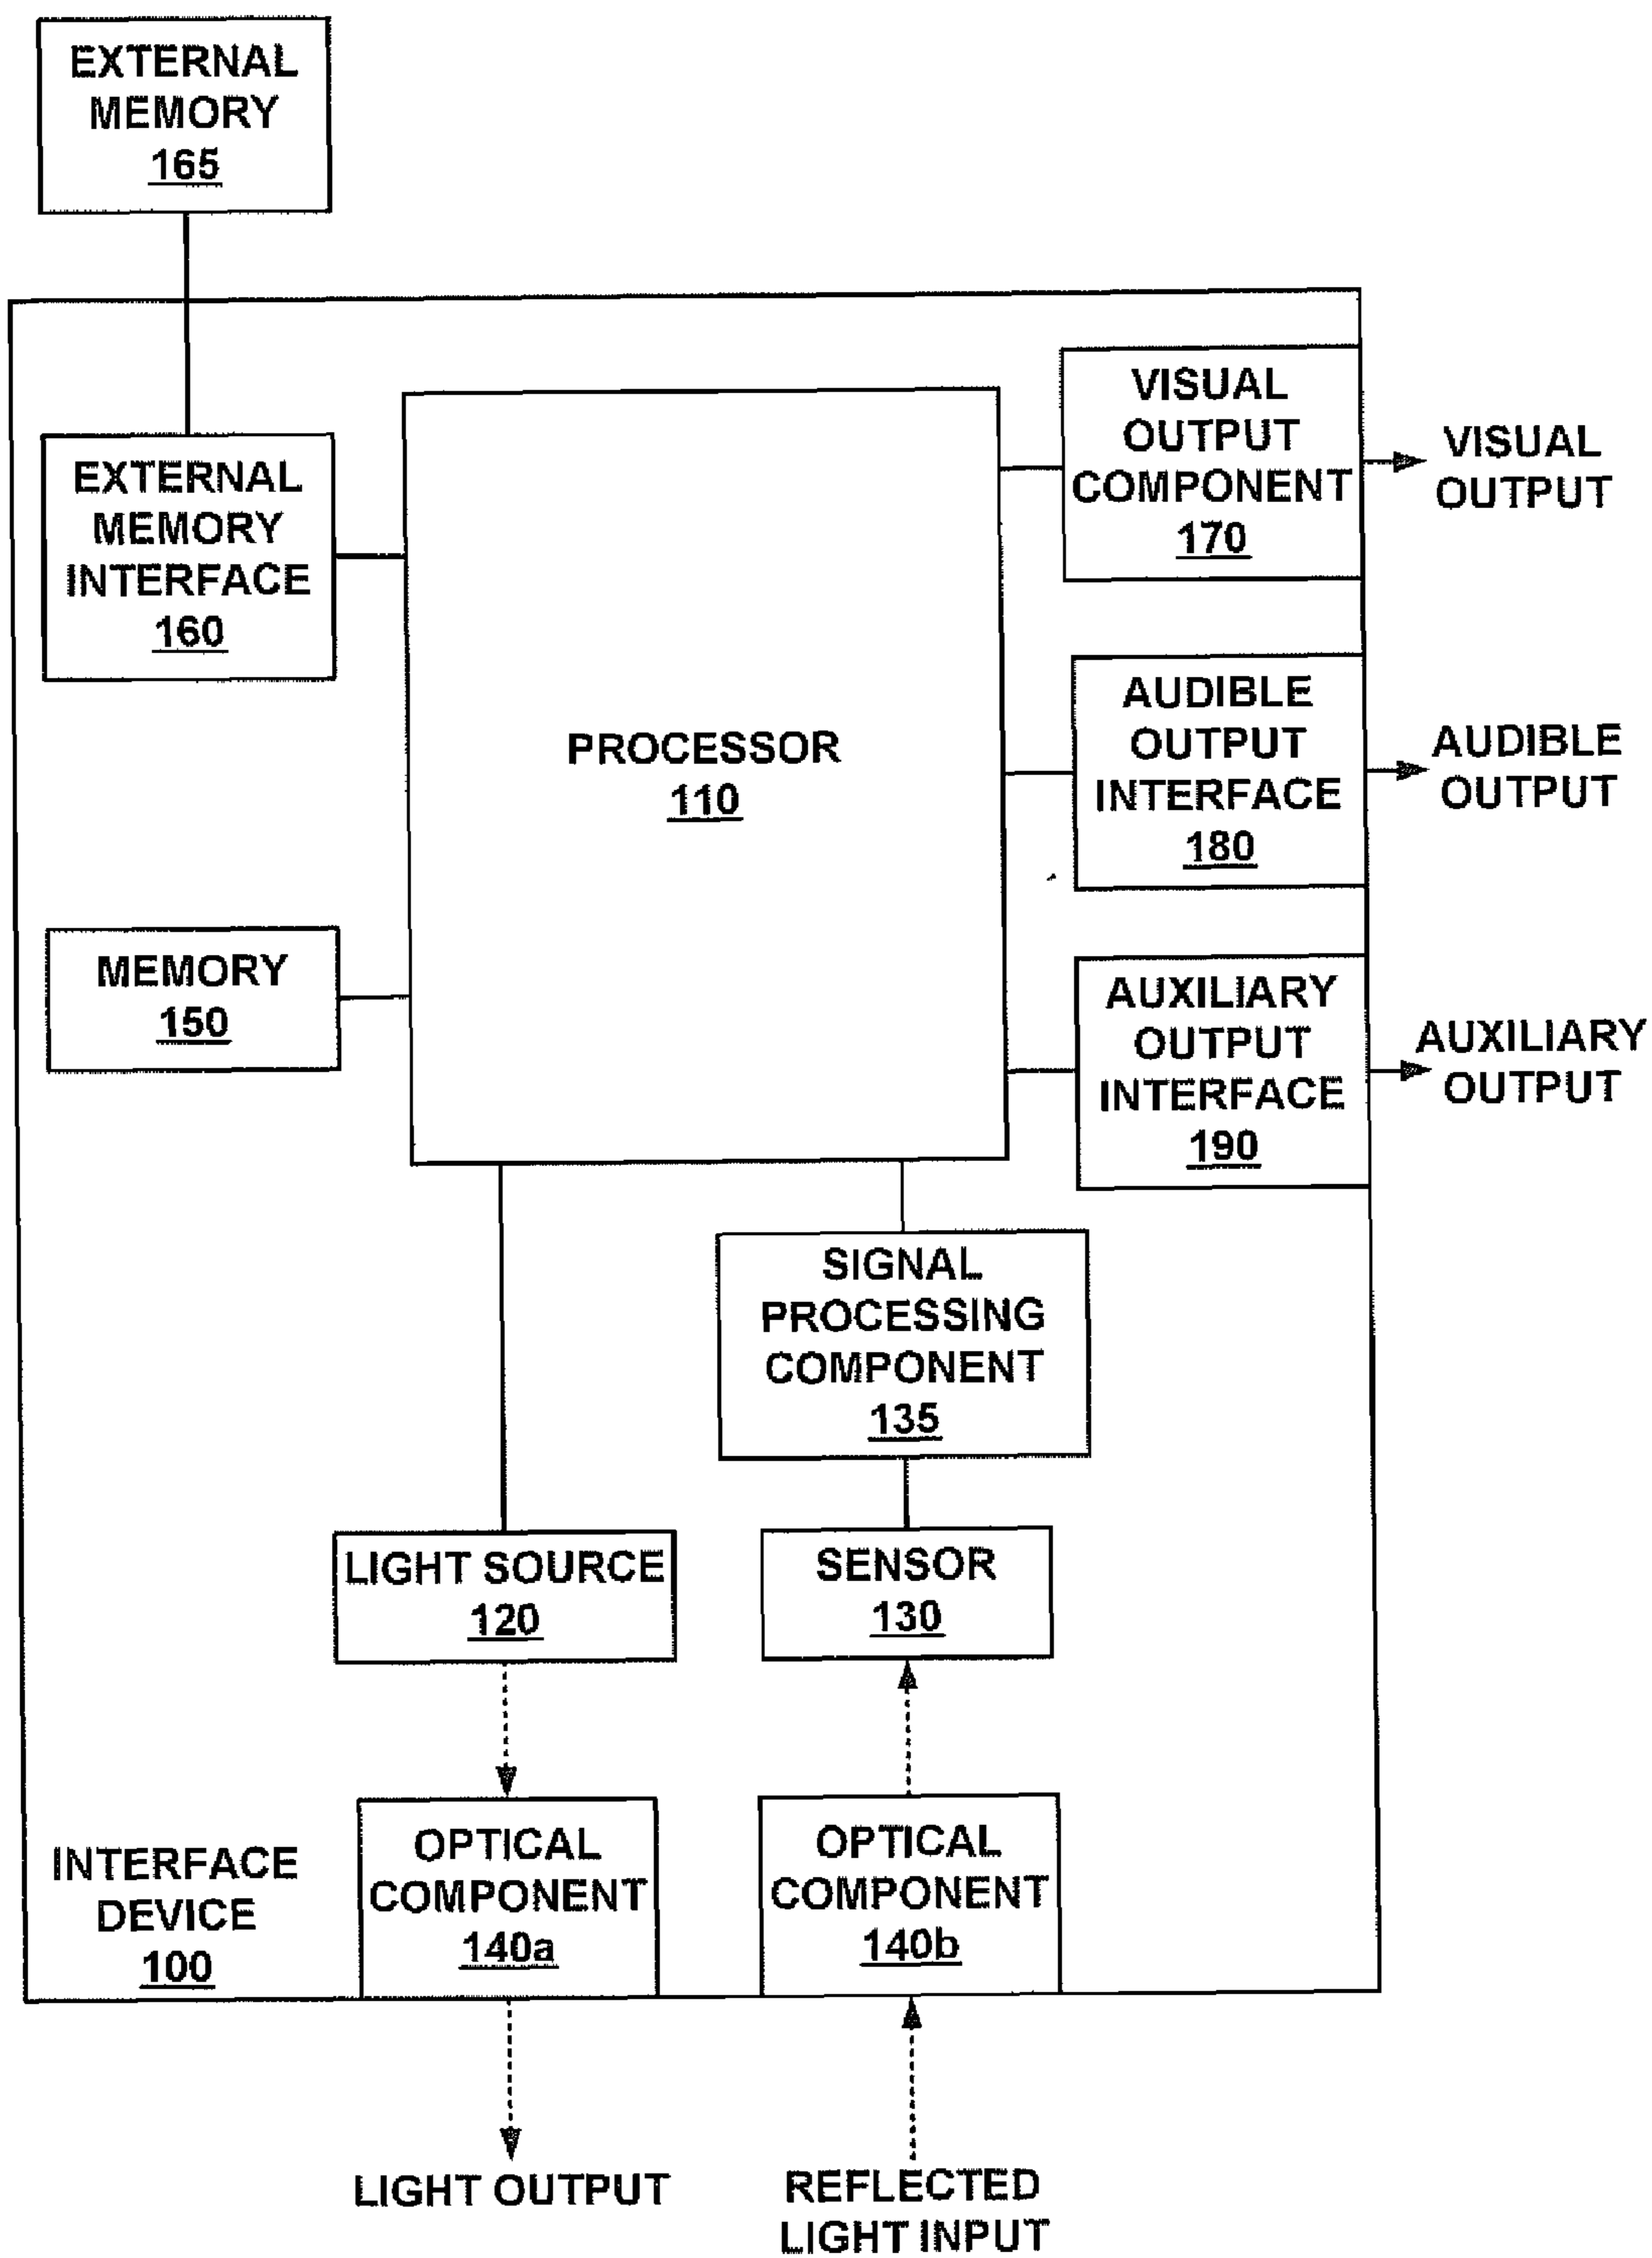 EXTERNAL
MEMORY
165
EXTERNAL
MEMORY
INTERFACE
160
PROCESSOR
110
VISUAL
OUTPUT
COMPONENT
170
VISUAL
OUTPUT
AUDIBLE
OUTPUT
INTERFACE
180
AUDIBLE
OUTPUT
MEMORY
150
AUXILIARY
OUTPUT
INTERFACE
190
AUXILIARY
OUTPUT
SIGNAL
PROCESSING
COMPONENT
135
LIGHT SOURCE
120
SENSOR
130
INTERFACE
DEVICE
100
OPTICAL
COMPONENT
140a
OPTICAL
COMPONENT
140b
LIGHT OUTPUT
REFLECTED
LIGHT INPUT